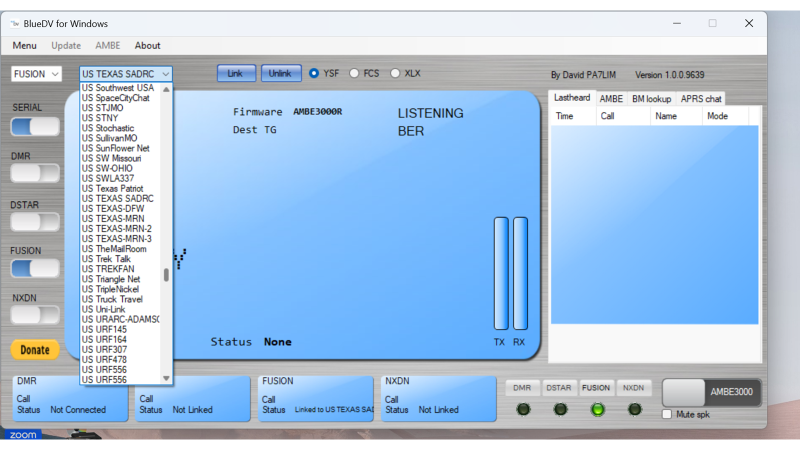 BlueDV for Windows
Menu Update AMBE About
FUSION US TEXAS SADRC Link Unlink YSF FCS XLX By David PA7LIM Version 1.0.0.9639
SERIAL
DMR
DSTAR
FUSION
NXDN
Donate
US Southwest USA
US SpaceCityChat
US STJMO
US STNY
US Stochastic
US SullivanMO
US SunFlower Net
US SW Missouri
US SW-OHIO
US SWLA337
US Texas Patriot
US TEXAS SADRC
US TEXAS-DFW
US TEXAS-MRN
US TEXAS-MRN-2
US TEXAS-MRN-3
US TheMailRoom
US Trek Talk
US TREKFAN
US Triangle Net
US TripleNickel
US Truck Travel
US Uni-Link
US URARC-ADAMSC
US URF145
US URF164
US URF307
US URF478
US URF556
US URF556
Firmware AMBE3000R LISTENING
Dest TG BER
Status None
TX RX
Lastheard AMBE BM lookup APRS chat
Time Call Name Mode
DMR
Call
Status Not Connected
Call
Status Not Linked
FUSION
Call
Status Linked to US TEXAS SAD
NXDN
Call
Status Not Linked
DMR DSTAR FUSION NXDN
AMBE3000
Mute spk
zoom